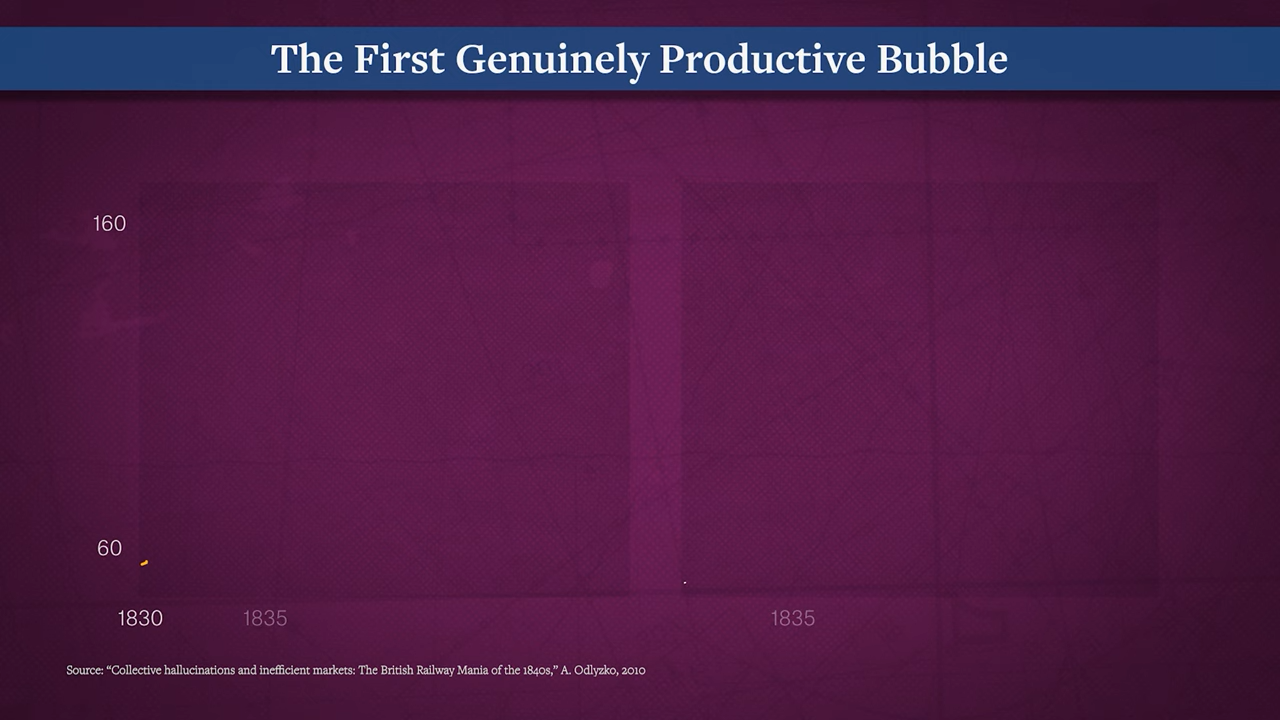 The First Genuinely Productive Bubble
160
60
1830 1835 1835
Source: “Collective hallucinations and inefficient markets: The British Railway Mania of the 1840s,” A. Odlyzko, 2010